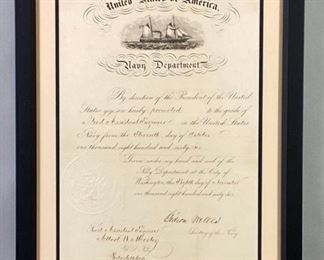 United States of America,
Navy Department
By direction of the President of the United
States you are hereby promoted to the grade of
First Assistant Engineer in the United States
Navy from the Eleventh day of October
one thousand eight hundred and sixty
Given under my hand and seal of the
Navy Department at the City of
Washington, the Eighth day of November
one thousand eight hundred and sixty
Gideon Welles
Secretary of the Navy
First Assistant Engineer
Albert